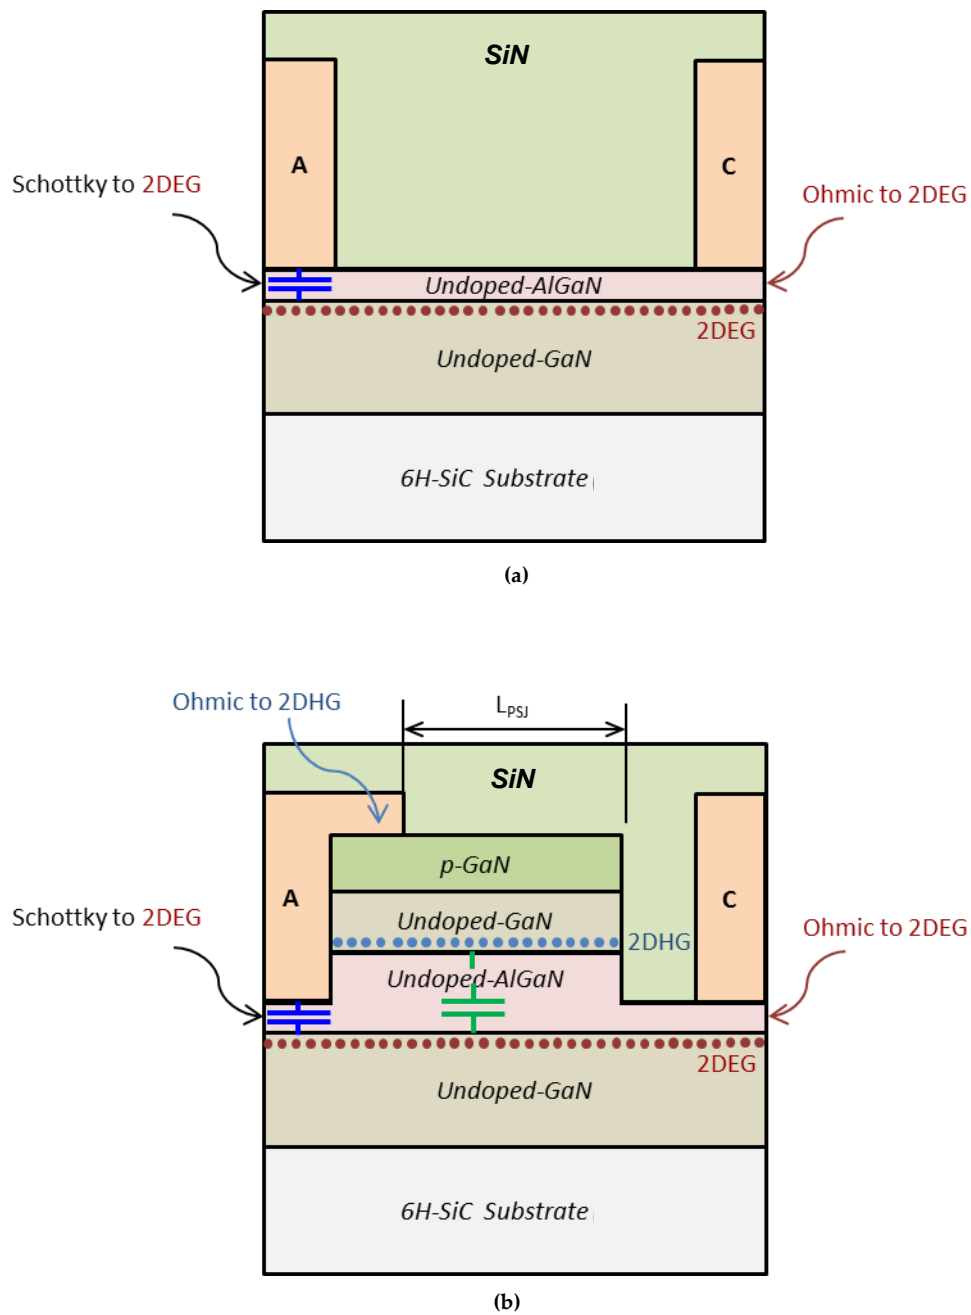 SiN
A
C
Schottky to 2DEG
Ohmic to 2DEG
Undoped-AlGaN
2DEG
Undoped-GaN
6H-SiC Substrate
(a)
Ohmic to 2DHG
LPSJ
SiN
p-GaN
A
C
Undoped-GaN
Schottky to 2DEG
Ohmic to 2DEG
2DHG
Undoped-AlGaN
2DEG
Undoped-GaN
6H-SiC Substrate
(b)